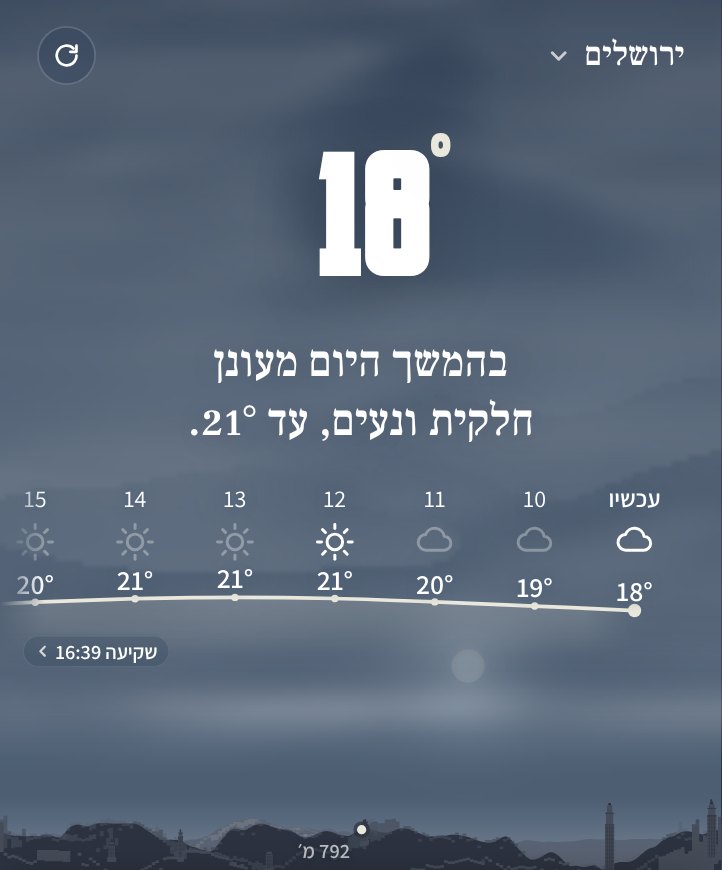 ירושלים
18°
בהמשך היום מעונן
חלקית ונעים, עד 21°.
עכשיו 10 11 12 13 14 15
18° 19° 20° 21° 21° 21° 20°
שקיעה 16:39
792 מ׳